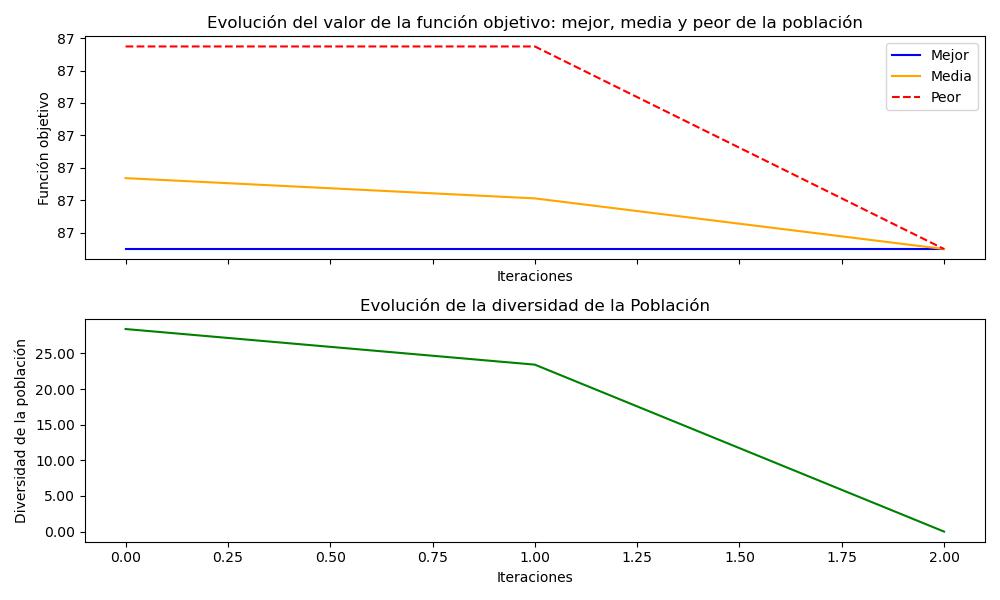 Evolución del valor de la función objetivo: mejor, media y peor de la población
87
87
87
87
87
87
87
Función objetivo
Mejor
Media
Peor
Iteraciones
Evolución de la diversidad de la Población
25.00
20.00
15.00
10.00
5.00
0.00
Diversidad de la población
0.00 0.25 0.50 0.75 1.00 1.25 1.50 1.75 2.00
Iteraciones